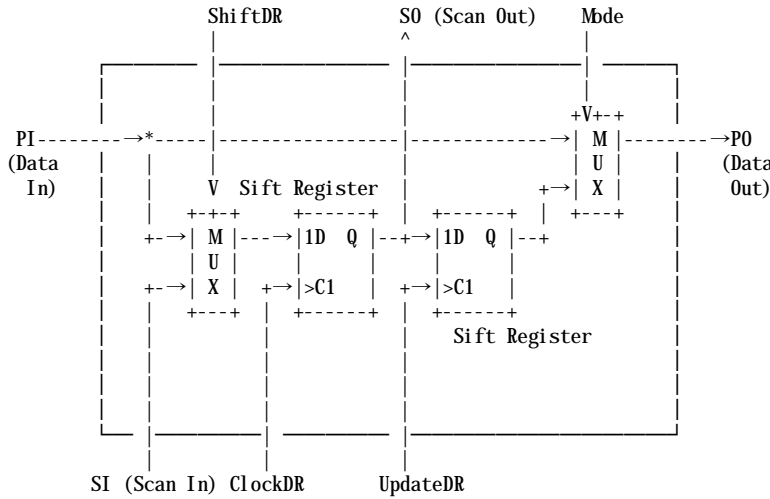 ShiftDR SO (Scan Out) Mode
PI PO
(Data M (Data
In) U Out)
V Sift Register X
M 1D Q 1D Q
U
X >C1 >C1
Sift Register
SI (Scan In) ClockDR UpdateDR